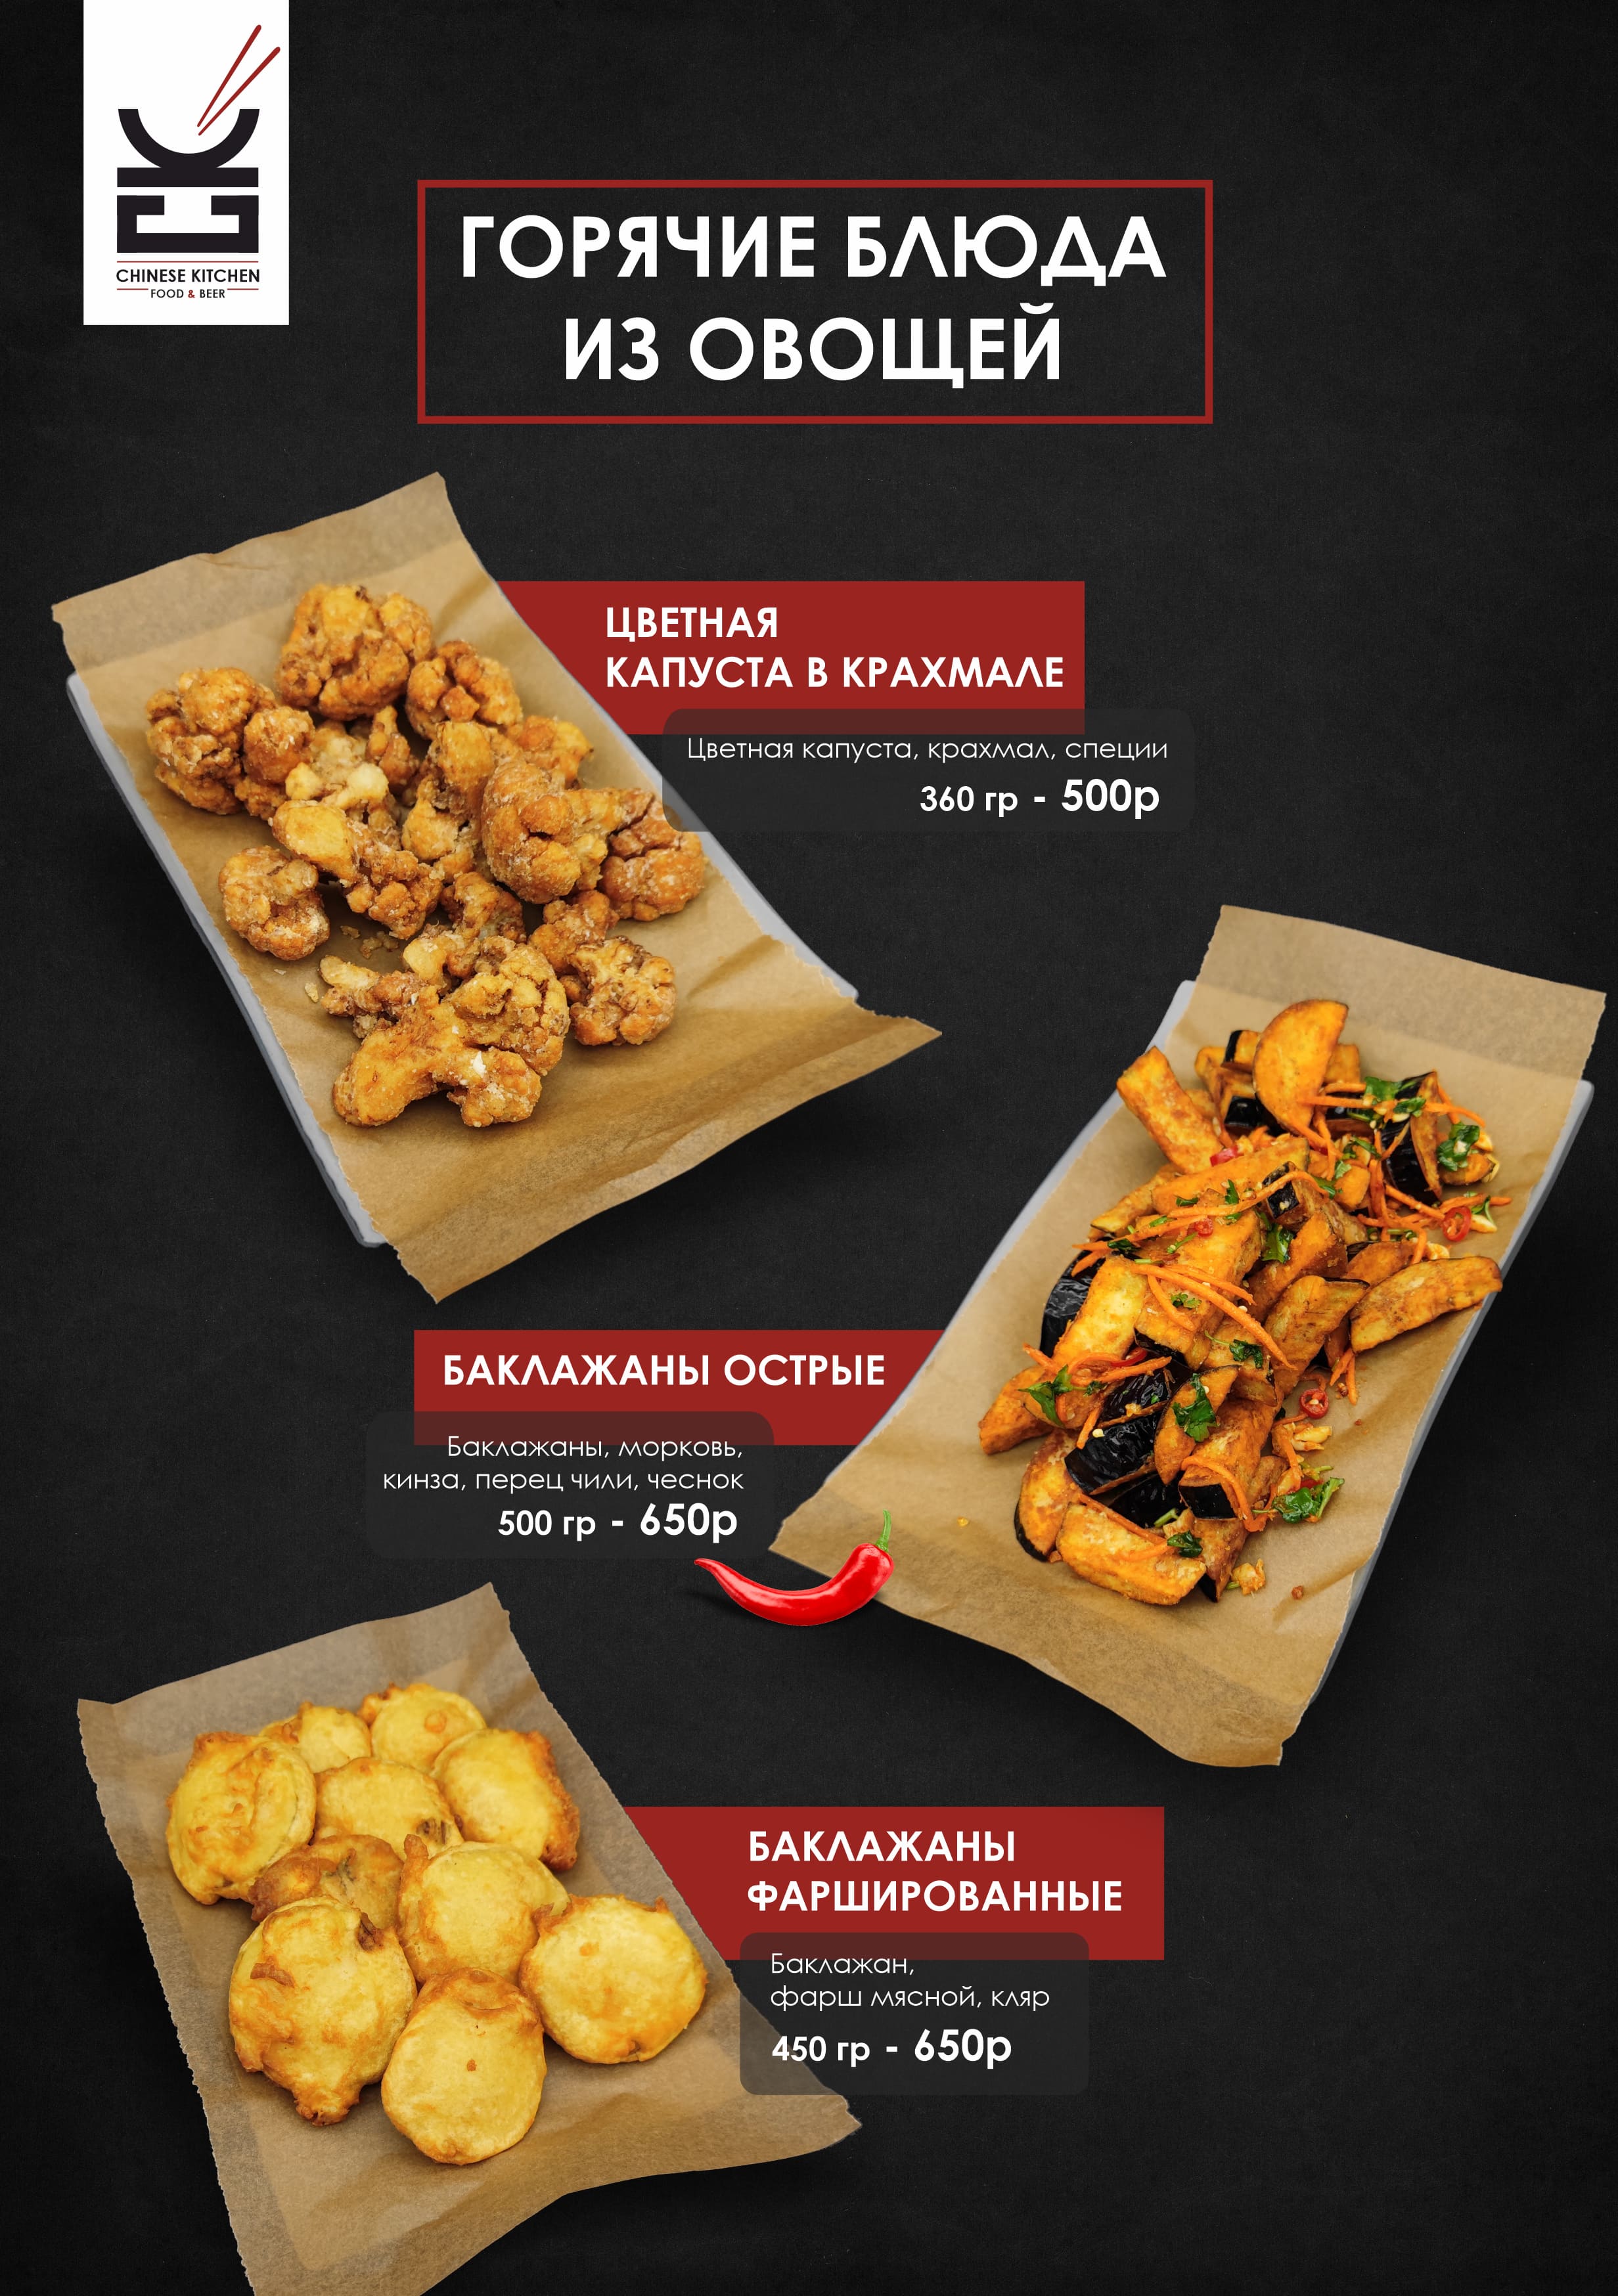 CHINESE KITCHEN
FOOD & BEER
ГОРЯЧИЕ БЛЮДА
ИЗ ОВОЩЕЙ
ЦВЕТНАЯ
КАПУСТА В КРАХМАЛЕ
Цветная капуста, крахмал, специи
360 гр - 500р
БАКЛАЖАНЫ ОСТРЫЕ
Баклажаны, морковь,
кинза, перец чили, чеснок
500 гр - 650р
БАКЛАЖАНЫ
ФАРШИРОВАННЫЕ
Баклажан,
фарш мясной, кляр
450 гр - 650р